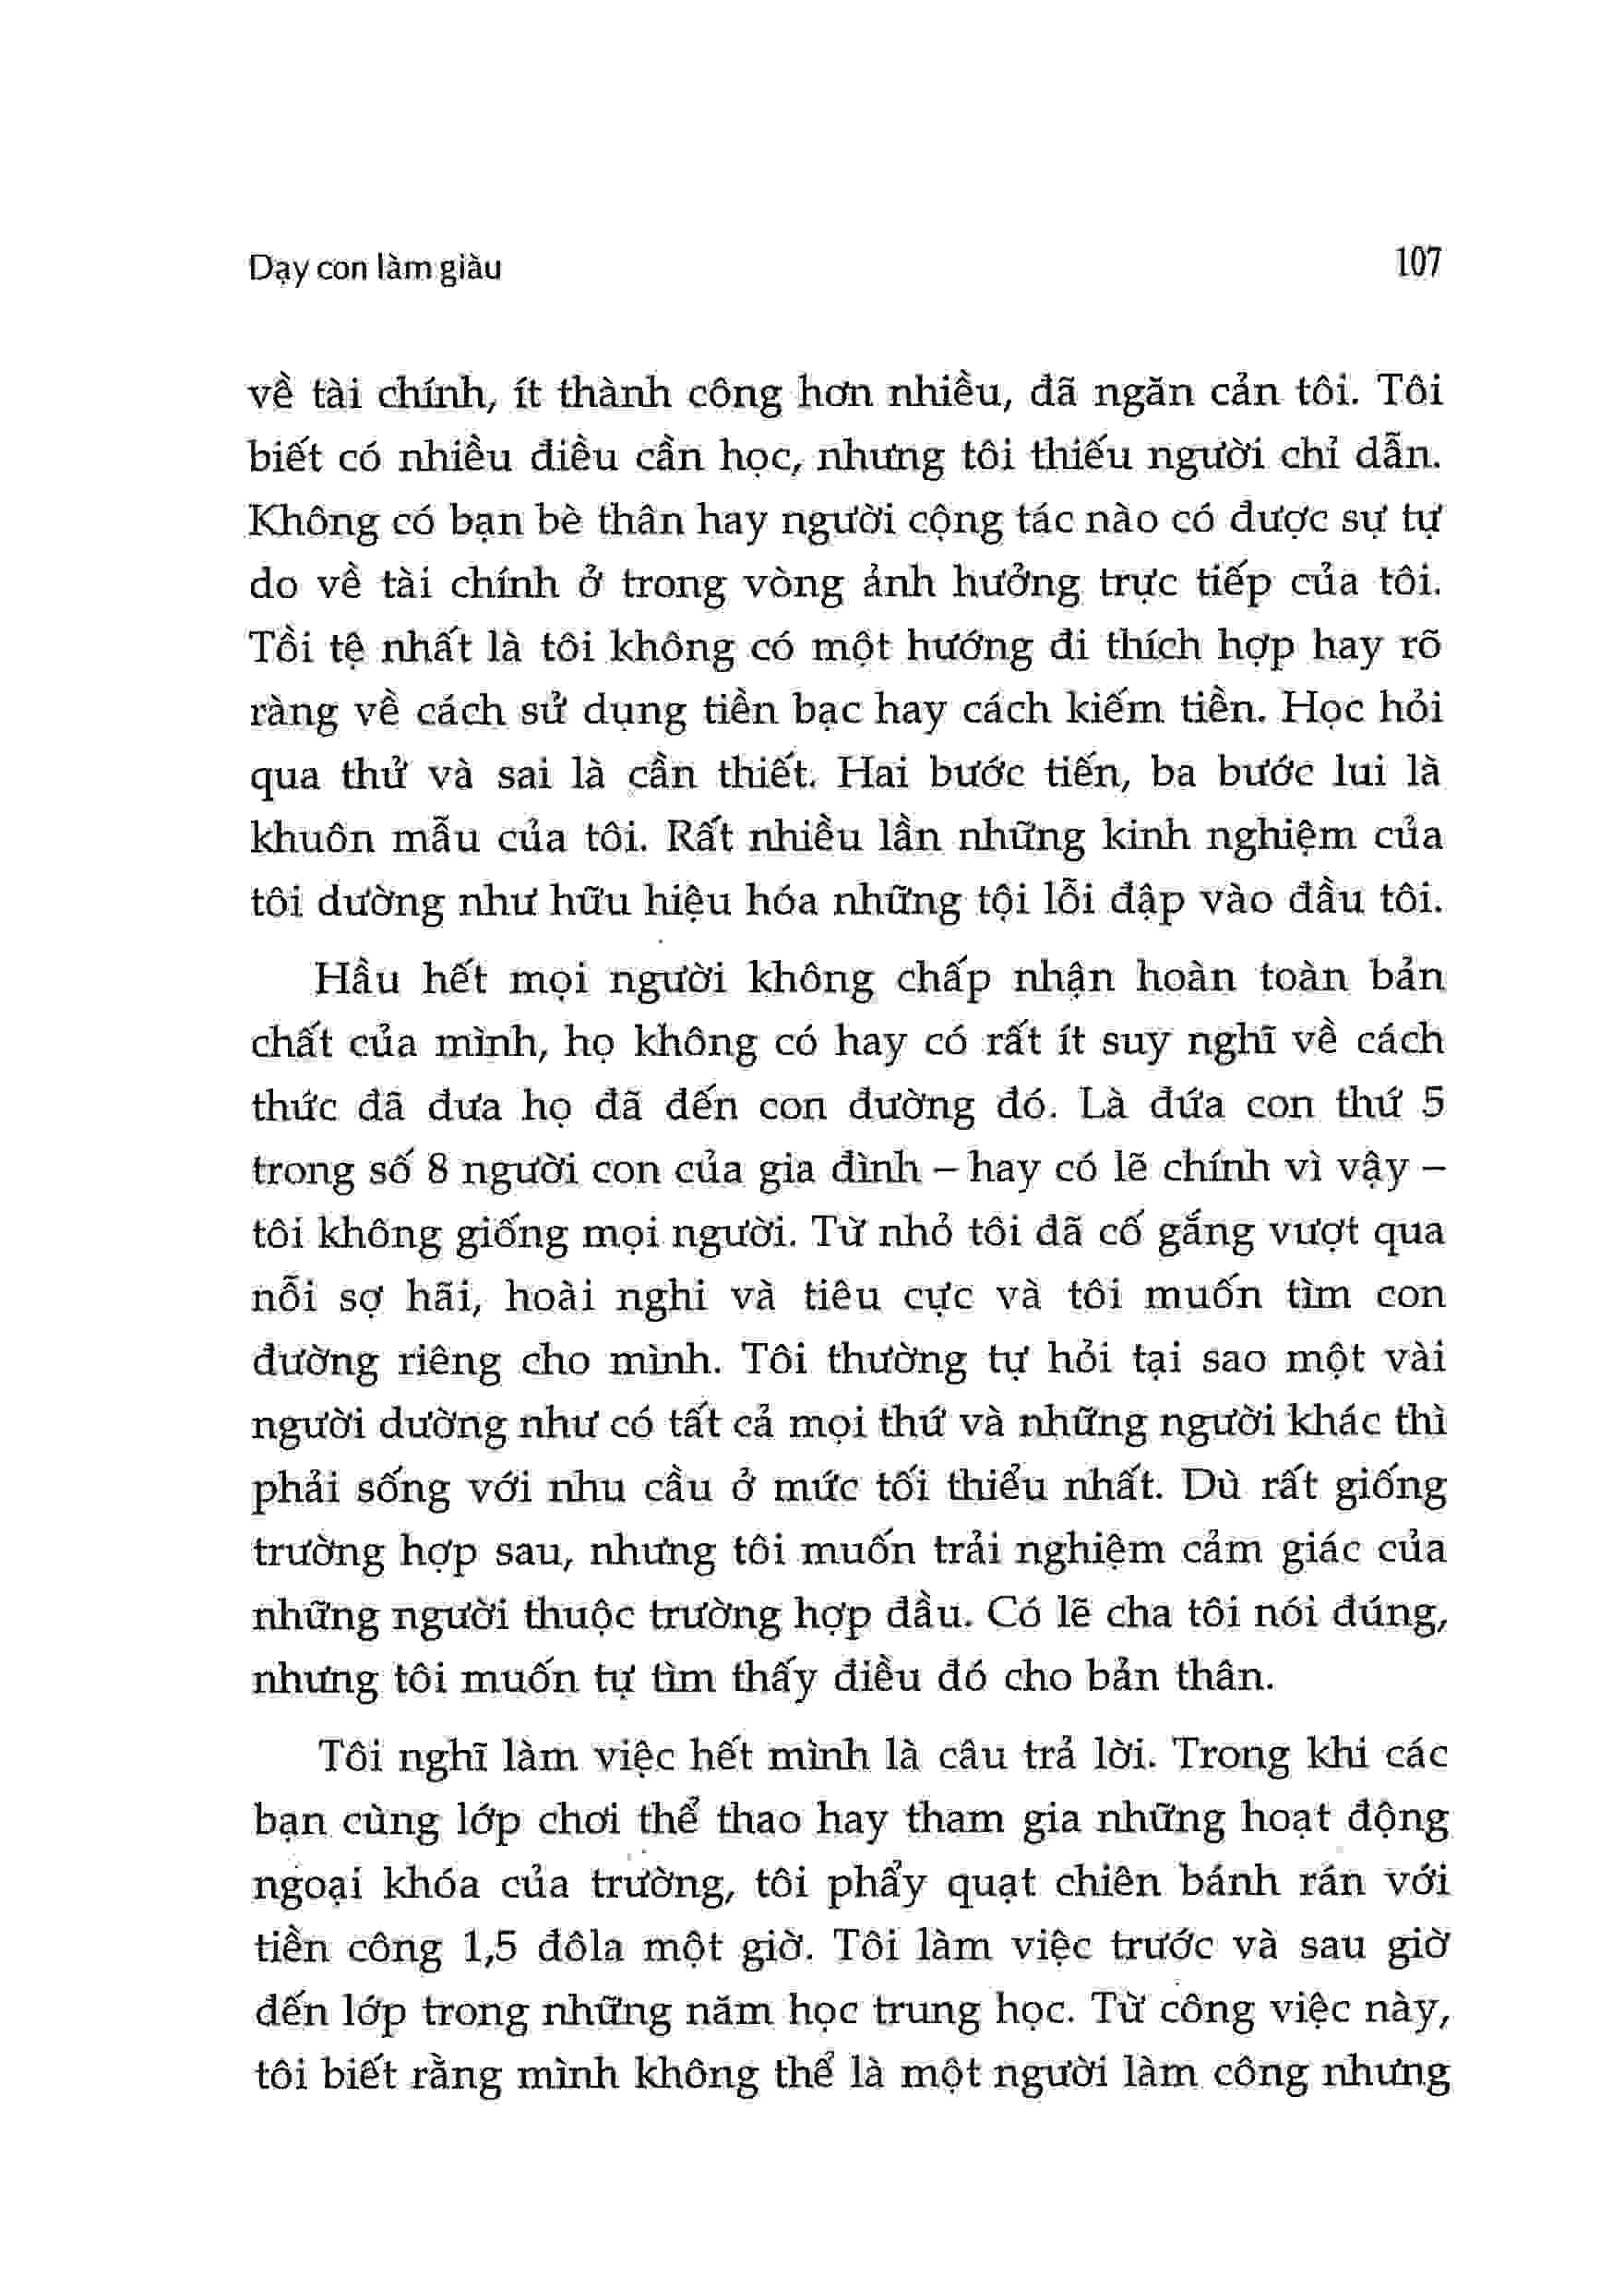 Dạy con làm giàu
107
về tài chính, ít thành công hơn nhiều, đã ngăn cản tôi. Tôi
biết có nhiều điều cần học, nhưng tôi thiếu người chỉ dẫn.
Không có bạn bè thân hay người cộng tác nào có được sự tự
do về tài chính ở trong vòng ảnh hưởng trực tiếp của tôi.
Tồi tệ nhất là tôi không có một hướng đi thích hợp hay rõ
ràng về cách sử dụng tiền bạc hay cách kiếm tiền. Học hỏi
qua thử và sai là cần thiết. Hai bước tiến, ba bước lui là
khuôn mẫu của tôi. Rất nhiều lần những kinh nghiệm của
tôi dường như hữu hiệu hóa những tội lỗi đập vào đầu tôi.
Hầu hết mọi người không chấp nhận hoàn toàn bản
chất của mình, họ không có hay có rất ít suy nghĩ về cách
thức đã đưa họ đã đến con đường đó. Là đứa con thứ 5
trong số 8 người con của gia đình – hay có lẽ chính vì vậy –
tôi không giống mọi người. Từ nhỏ tôi đã cố gắng vượt qua
nỗi sợ hãi, hoài nghi và tiêu cực và tôi muốn tìm con
đường riêng cho mình. Tôi thường tự hỏi tại sao một vài
người dường như có tất cả mọi thứ và những người khác thì
phải sống với nhu cầu ở mức tối thiểu nhất. Dù rất giống
trường hợp sau, nhưng tôi muốn trải nghiệm cảm giác của
những người thuộc trường hợp đầu. Có lẽ cha tôi nói đúng,
nhưng tôi muốn tự tìm thấy điều đó cho bản thân.
Tôi nghĩ làm việc hết mình là câu trả lời. Trong khi các
bạn cùng lớp chơi thể thao hay tham gia những hoạt động
ngoại khóa của trường, tôi phẩy quạt chiên bánh rán với
tiền công 1,5 đôla một giờ. Tôi làm việc trước và sau giờ
đến lớp trong những năm học trung học. Từ công việc này,
tôi biết rằng mình không thể là một người làm công nhưng